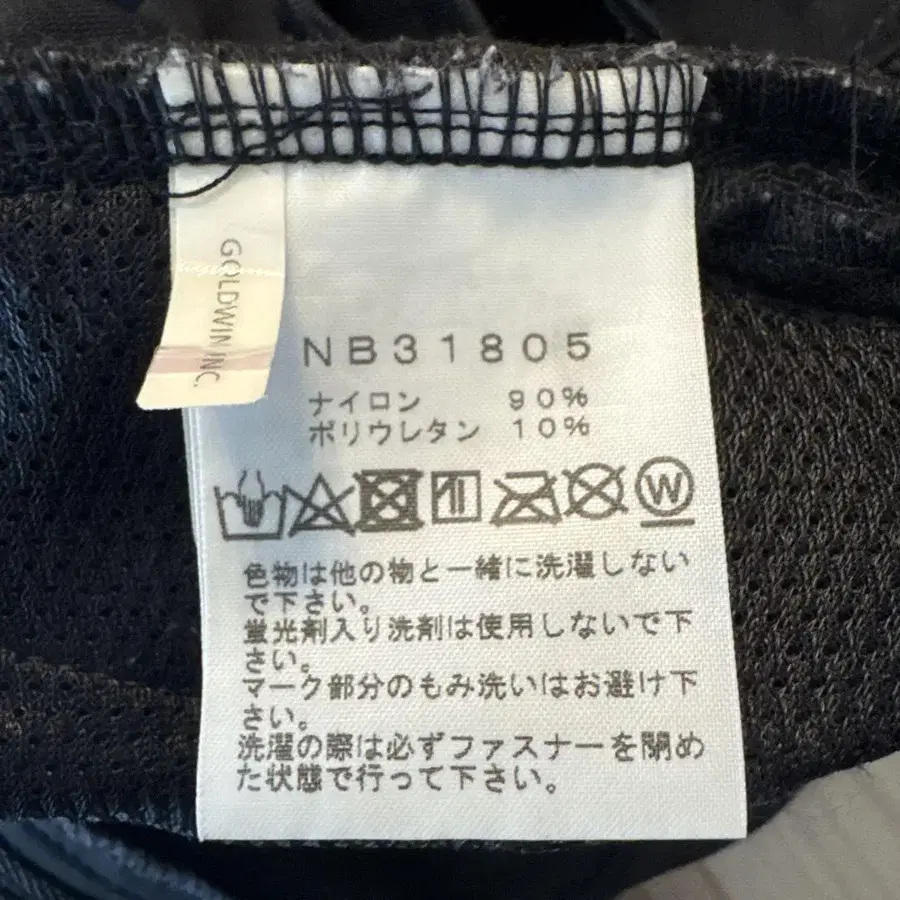 GOLDWIN INC.
NB31805
ナイロン 90%
ポリウレタン 10%
W
色物は他の物と一緒に洗濯しない
で下さい。
蛍光剤入り洗剤は使用しないで下
さい。
マーク部分のもみ洗いはお避け下
さい。
洗濯の際は必ずファスナーを閉め
た状態で行って下さい。